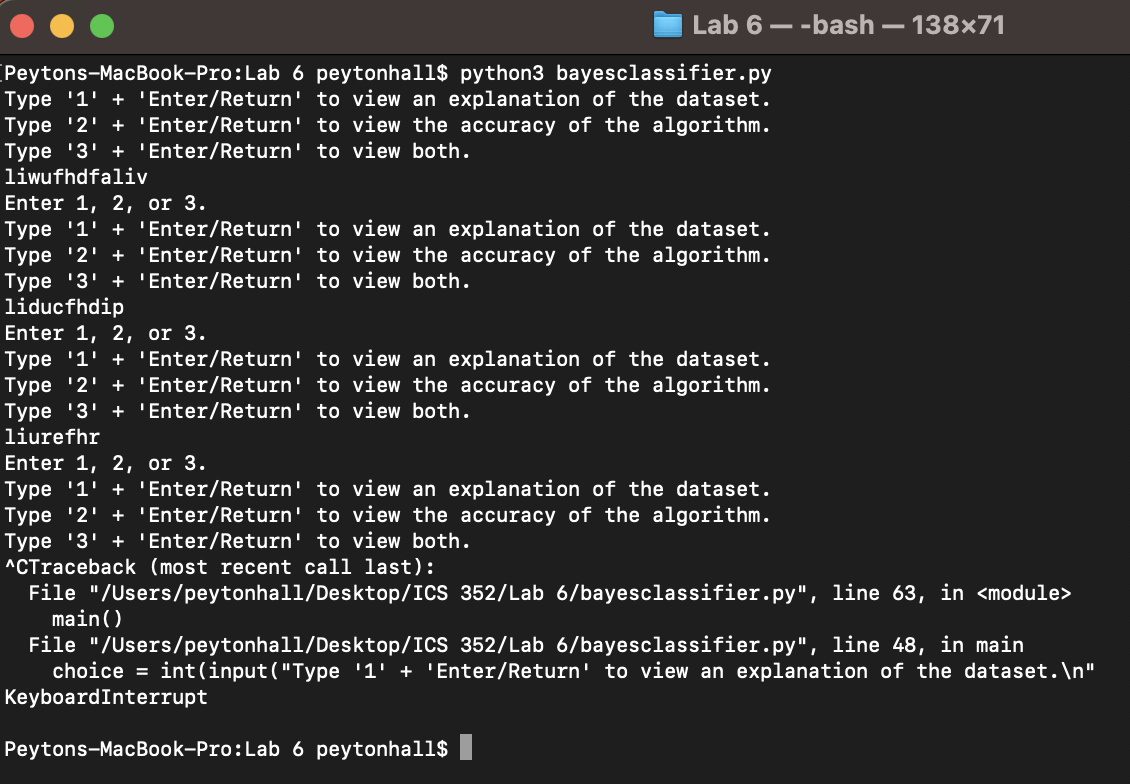 Lab 6 — -bash — 138×71
Peytons-MacBook-Pro:Lab 6 peytonhall$ python3 bayesclassifier.py
Type '1' + 'Enter/Return' to view an explanation of the dataset.
Type '2' + 'Enter/Return' to view the accuracy of the algorithm.
Type '3' + 'Enter/Return' to view both.
liwufhdfaliv
Enter 1, 2, or 3.
Type '1' + 'Enter/Return' to view an explanation of the dataset.
Type '2' + 'Enter/Return' to view the accuracy of the algorithm.
Type '3' + 'Enter/Return' to view both.
liducfhdip
Enter 1, 2, or 3.
Type '1' + 'Enter/Return' to view an explanation of the dataset.
Type '2' + 'Enter/Return' to view the accuracy of the algorithm.
Type '3' + 'Enter/Return' to view both.
liurefhr
Enter 1, 2, or 3.
Type '1' + 'Enter/Return' to view an explanation of the dataset.
Type '2' + 'Enter/Return' to view the accuracy of the algorithm.
Type '3' + 'Enter/Return' to view both.
^CTraceback (most recent call last):
  File "/Users/peytonhall/Desktop/ICS 352/Lab 6/bayesclassifier.py", line 63, in <module>
    main()
  File "/Users/peytonhall/Desktop/ICS 352/Lab 6/bayesclassifier.py", line 48, in main
    choice = int(input("Type '1' + 'Enter/Return' to view an explanation of the dataset.\n"
KeyboardInterrupt
Peytons-MacBook-Pro:Lab 6 peytonhall$